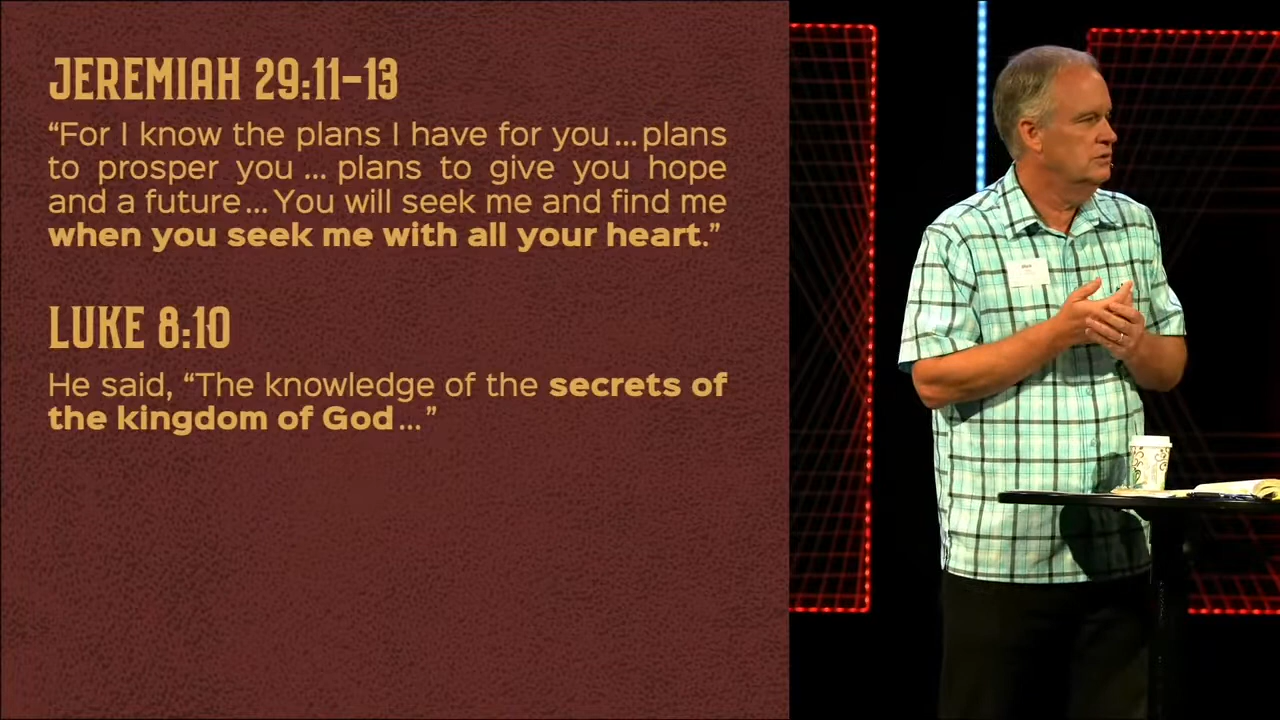 JEREMIAH 29:11-13
“For I know the plans I have for you...plans
to prosper you ... plans to give you hope
and a future... You will seek me and find me
when you seek me with all your heart.”
LUKE 8:10
He said, “The knowledge of the secrets of
the kingdom of God...”